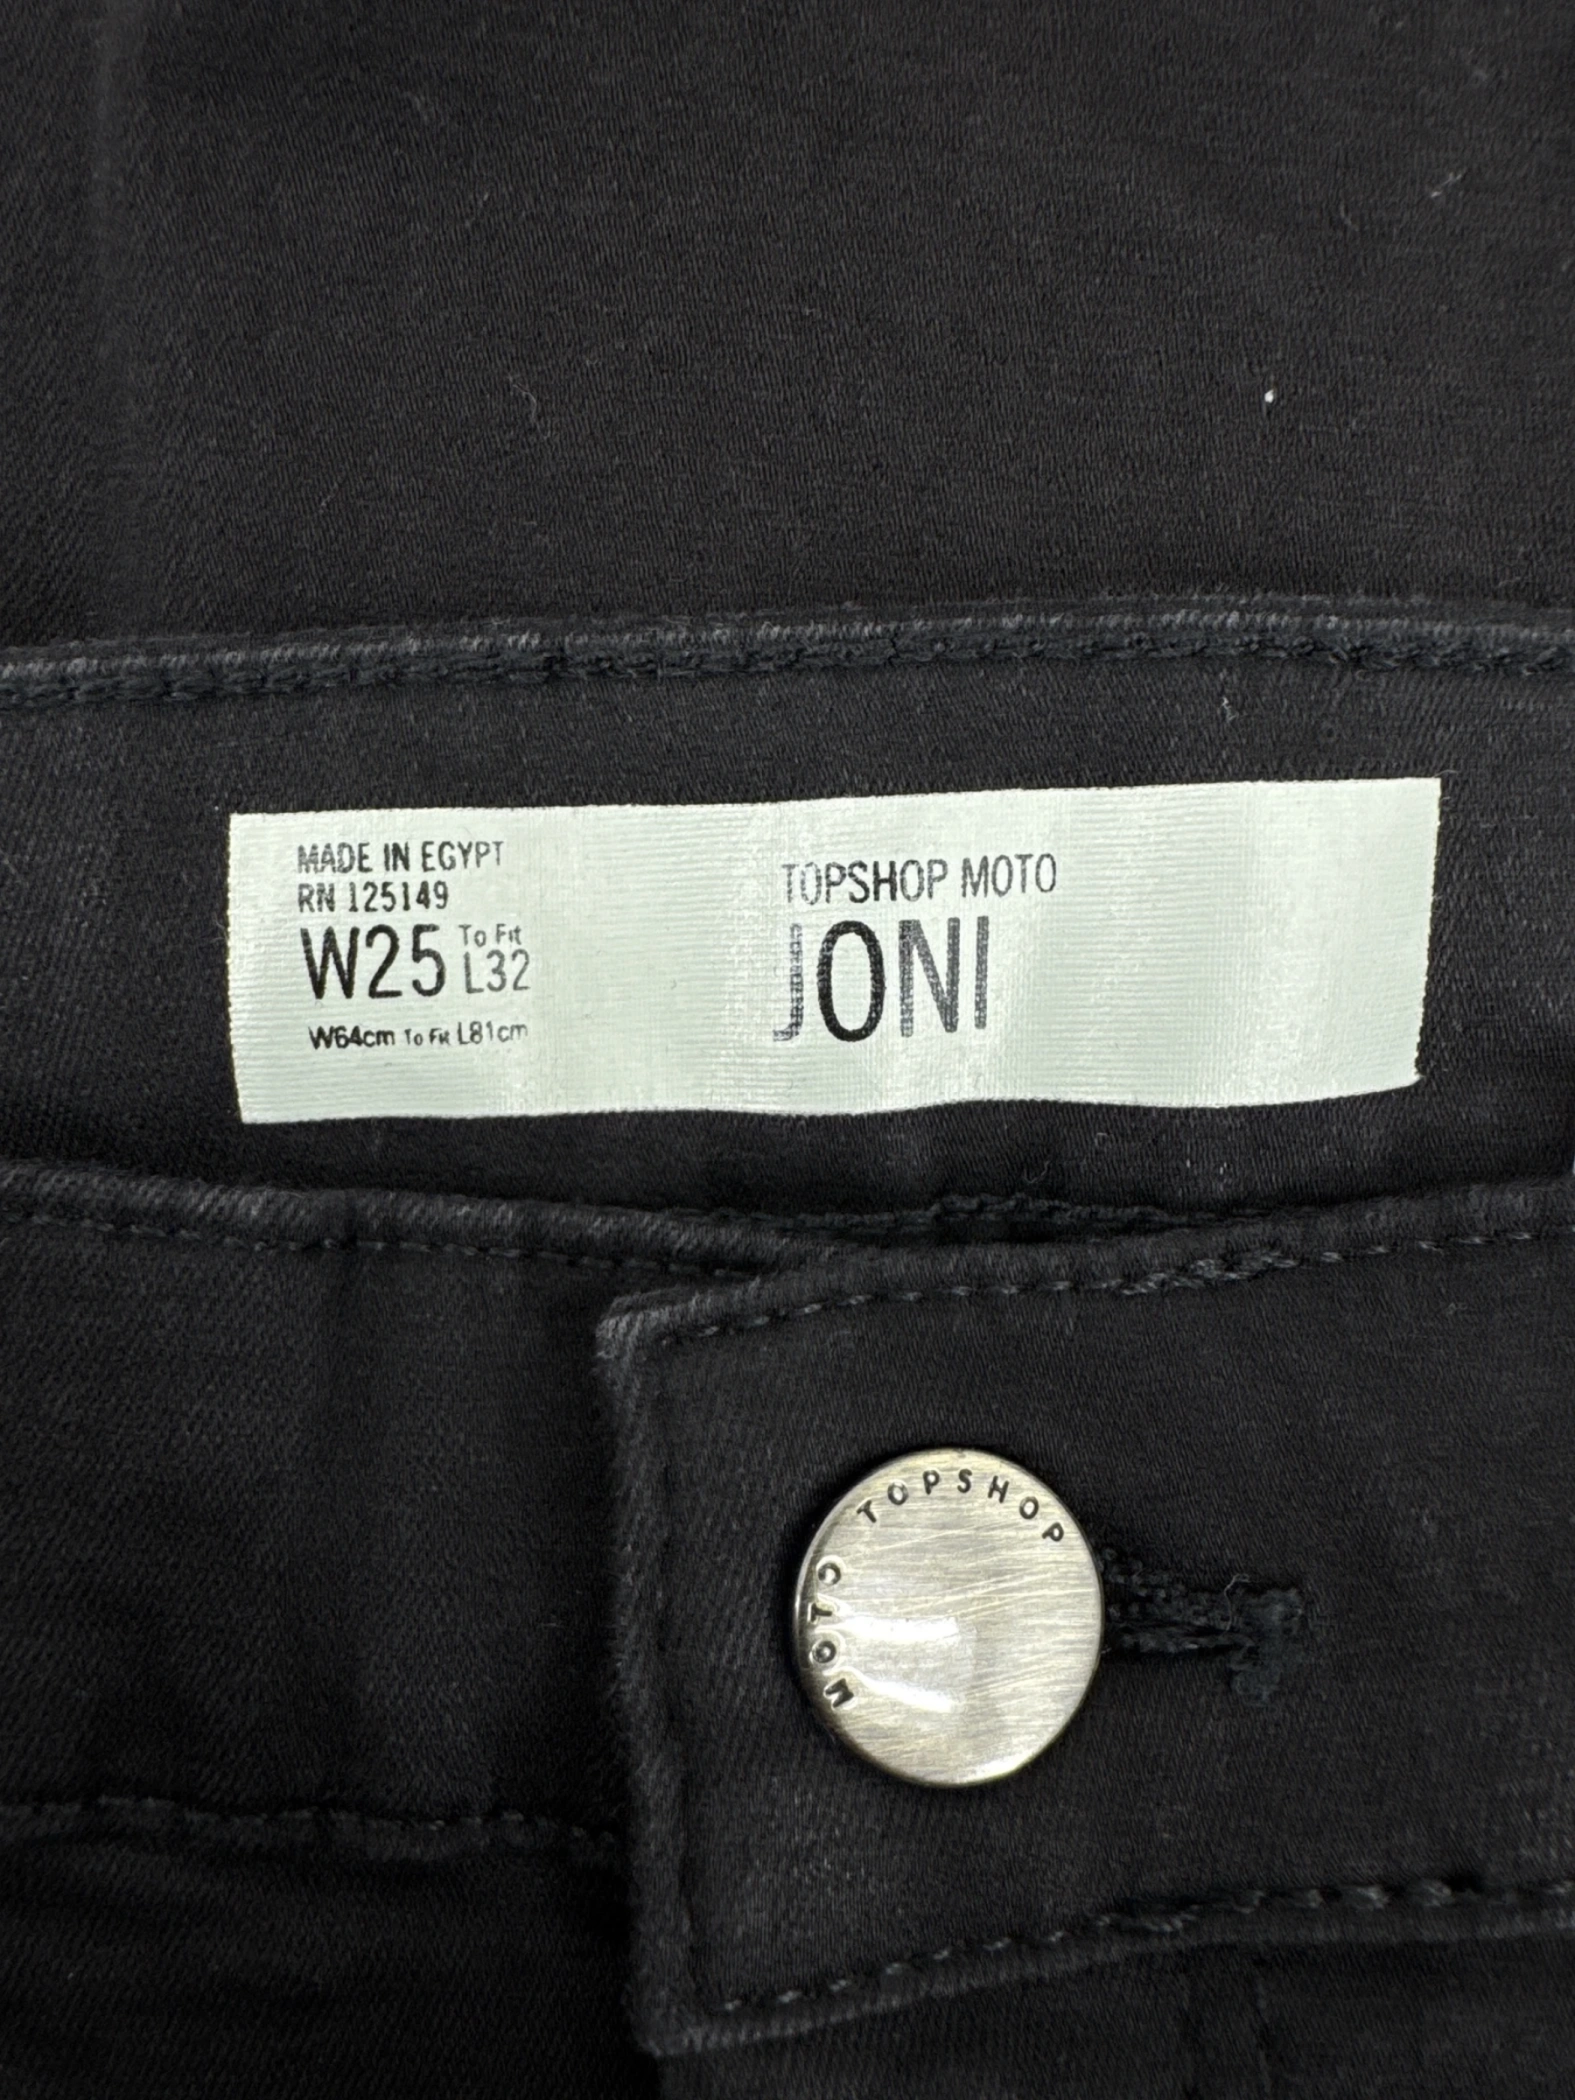 MADE IN EGYPT
RN 125149
W25 To Fit L32
W64cm To Fit L81cm
TOPSHOP MOTO
JONI
TOPSHOP
MOTO